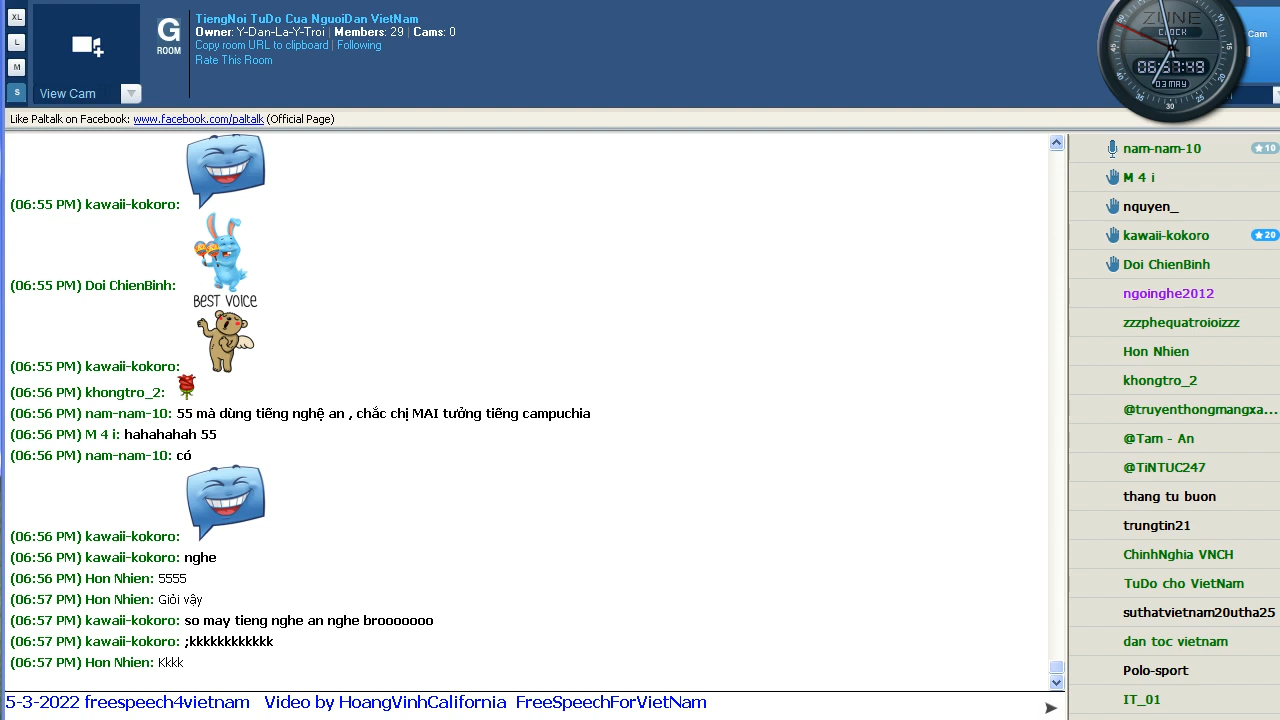 XL
L
M
S
View Cam
G
ROOM
TiengNoi TuDo Cua NguoiDan VietNam
Owner: Y-Dan-La-Y-Troi | Members: 29 | Cams: 0
Copy room URL to clipboard | Following
Rate This Room
ZUNE
CLOCK
06:57:49
03 MAY
Cam
Like Paltalk on Facebook: www.facebook.com/paltalk (Official Page)
(06:55 PM) kawaii-kokoro:
(06:55 PM) Doi ChienBinh:
BEST VOICE
(06:55 PM) kawaii-kokoro:
(06:56 PM) khongtro_2:
(06:56 PM) nam-nam-10: 55 mà dùng tiếng nghệ an , chắc chị MAI tưởng tiếng campuchia
(06:56 PM) M 4 i: hahahahah 55
(06:56 PM) nam-nam-10: có
(06:56 PM) kawaii-kokoro:
(06:56 PM) kawaii-kokoro: nghe
(06:56 PM) Hon Nhien: 5555
(06:57 PM) Hon Nhien: Giỏi vậy
(06:57 PM) kawaii-kokoro: so may tieng nghe an nghe brooooooo
(06:57 PM) kawaii-kokoro: ;kkkkkkkkkkkk
(06:57 PM) Hon Nhien: Kkkk
5-3-2022 freespeech4vietnam Video by HoangVinhCalifornia FreeSpeechForVietNam
nam-nam-10 10
M 4 i
nguyen_
kawaii-kokoro 20
Doi ChienBinh
ngoinghe2012
zzzphequatroioizzz
Hon Nhien
khongtro_2
@truyenthongmangxa...
@Tam - An
@TiNTUC247
thang tu buon
trungtin21
ChinhNghia VNCH
TuDo cho VietNam
suthatvietnam20utha25
dan toc vietnam
Polo-sport
IT_01